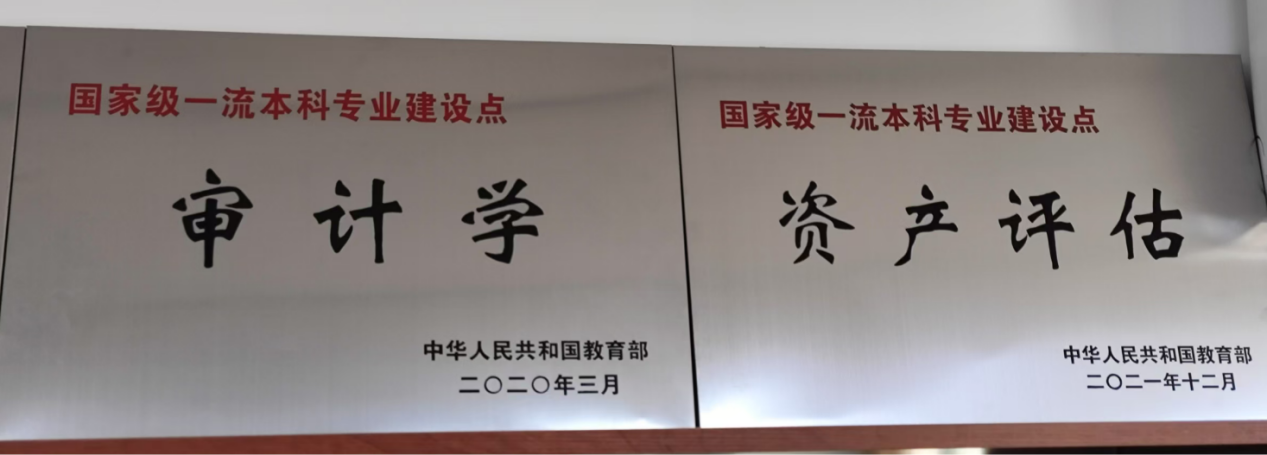 国家级一流本科专业建设点
审计学
中华人民共和国教育部
二〇二〇年三月
国家级一流本科专业建设点
资产评估
中华人民共和国教育部
二〇二一年十二月